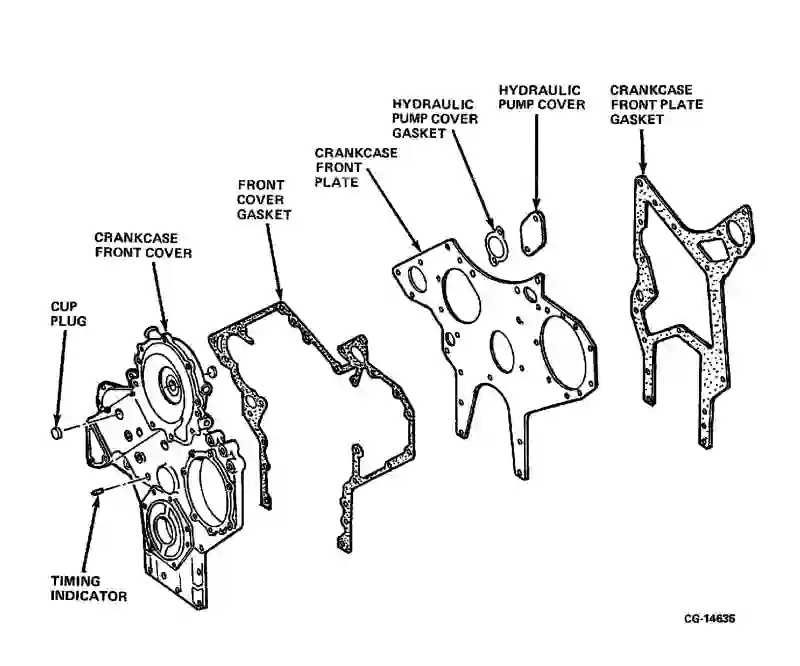 HYDRAULIC
PUMP COVER
CRANKCASE
FRONT PLATE
GASKET
HYDRAULIC
PUMP COVER
GASKET
CRANKCASE
FRONT
PLATE
FRONT
COVER
GASKET
CRANKCASE
FRONT COVER
CUP
PLUG
TIMING
INDICATOR
CG-14635